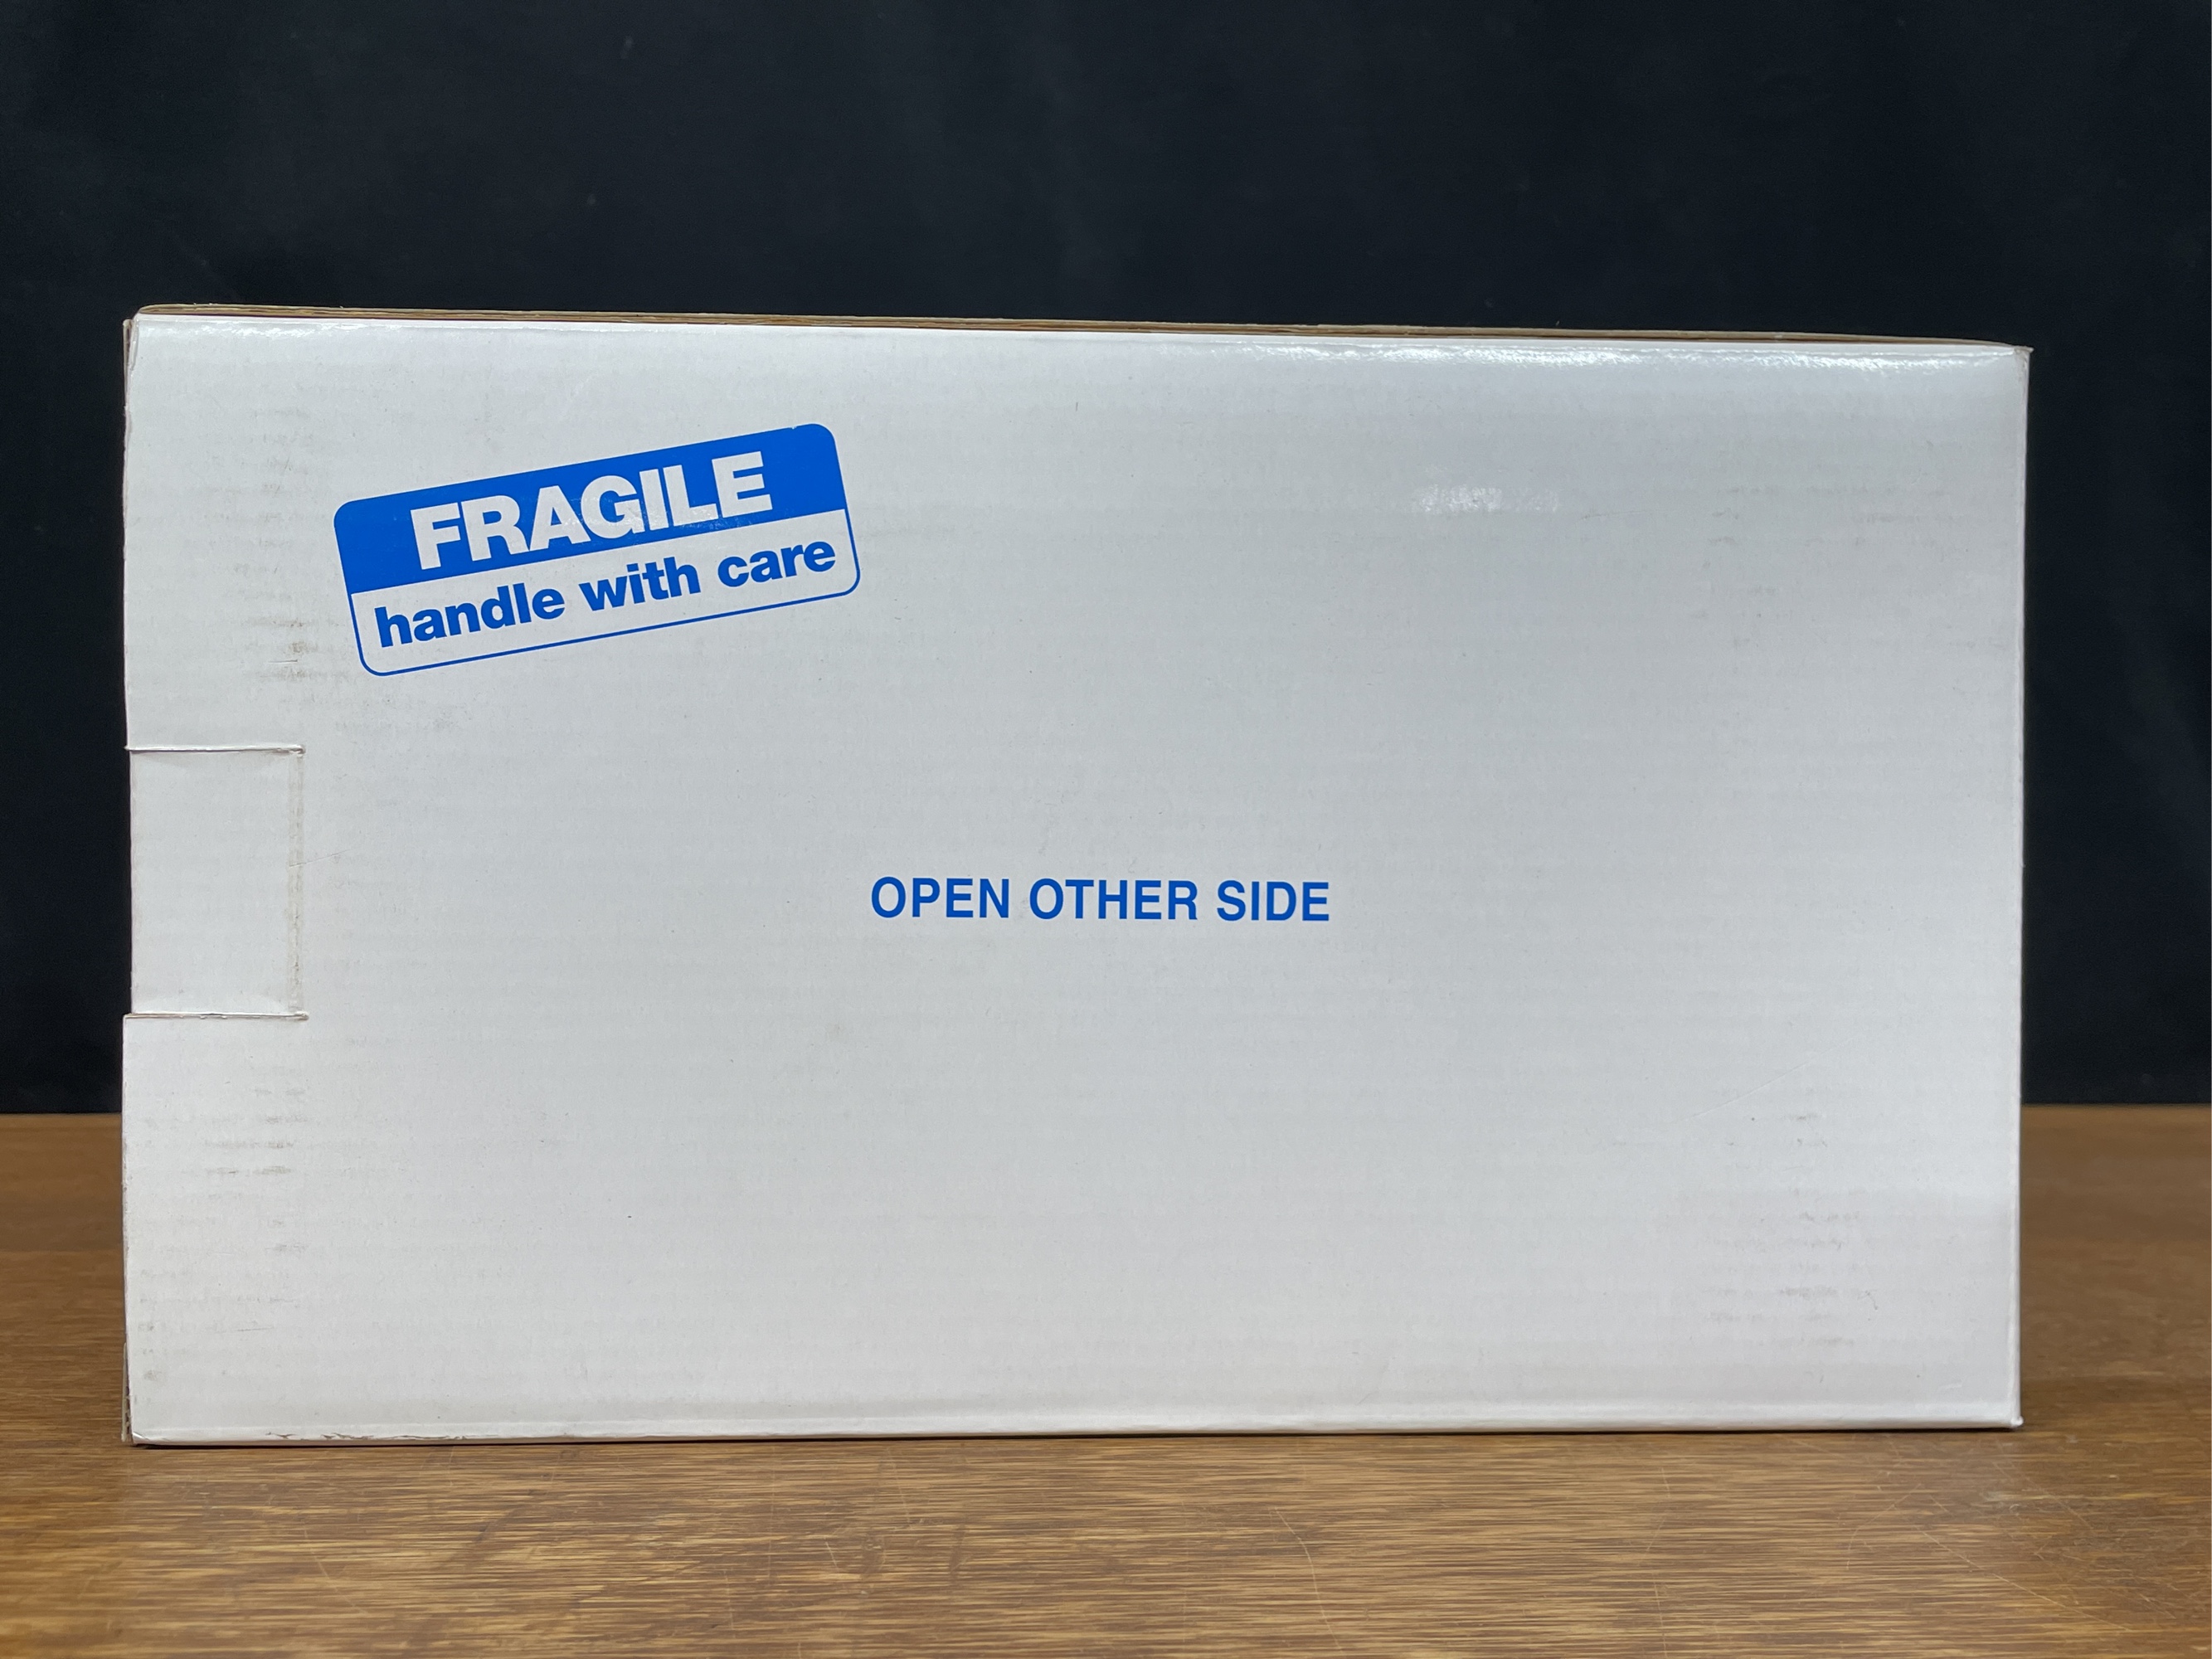 FRAGILE
handle with care
OPEN OTHER SIDE